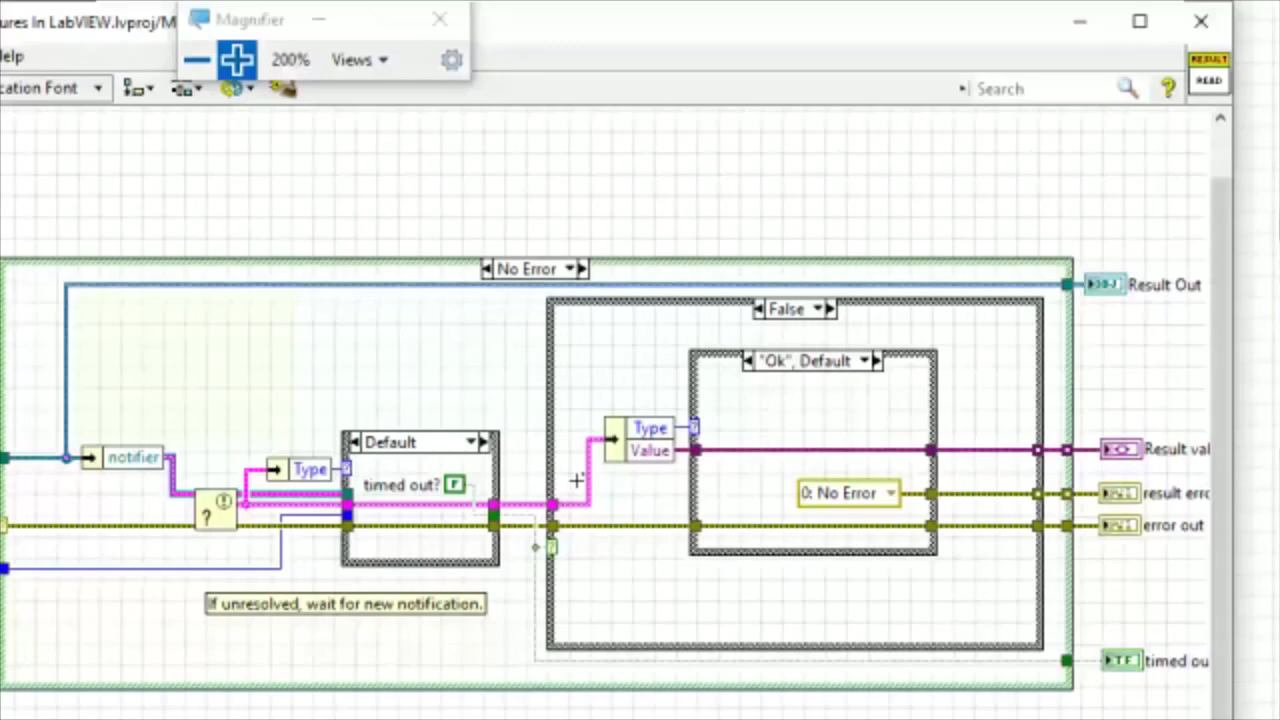 ures In LabVIEW.lvproj/M
Magnifier
200%
Views
Help
cation Font
Search
RESULT
READ
No Error
Result Out
False
"Ok", Default
Default
Type
Value
notifier
Type
timed out?
F
Result val
0: No Error
result erro
error out
If unresolved, wait for new notification.
TF
timed ou